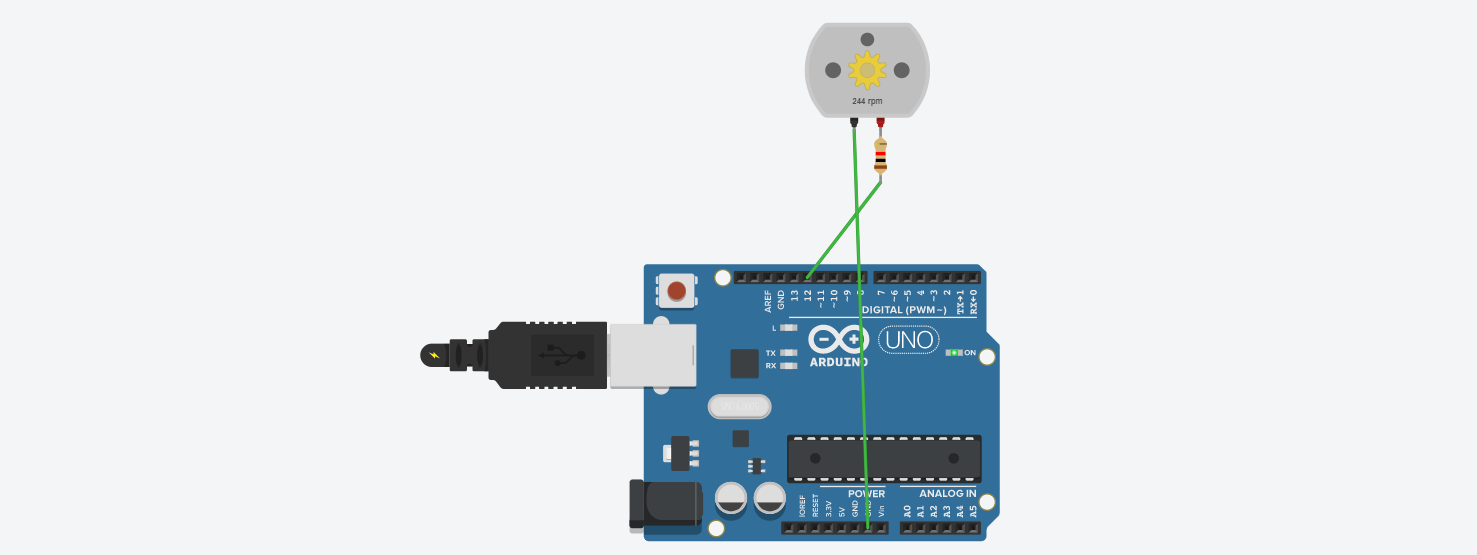 244 rpm
AREF
GND
13
12
~11
~10
~9
8
7
~6
~5
4
~3
2
TX→1
RX←0
DIGITAL (PWM~)
L
TX
RX
ARDUINO
UNO
ON
POWER
ANALOG IN
IOREF
RESET
3.3V
5V
GND
GND
Vin
A0
A1
A2
A3
A4
A5